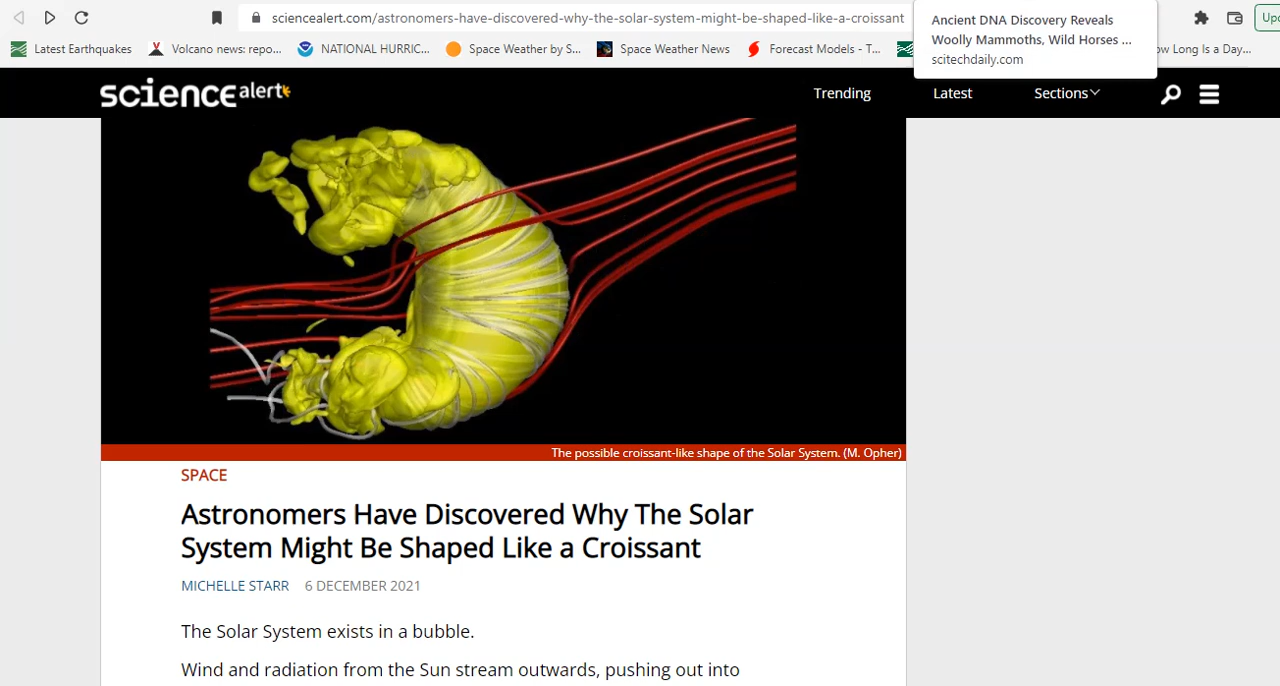 sciencealert.com/astronomers-have-discovered-why-the-solar-system-might-be-shaped-like-a-croissant
Ancient DNA Discovery Reveals
Woolly Mammoths, Wild Horses ...
scitechdaily.com
Latest Earthquakes
Volcano news: repo...
NATIONAL HURRIC...
Space Weather by S...
Space Weather News
Forecast Models - T...
ow Long Is a Day...
sciencealert
Trending
Latest
Sections
The possible croissant-like shape of the Solar System. (M. Opher)
SPACE
Astronomers Have Discovered Why The Solar
System Might Be Shaped Like a Croissant
MICHELLE STARR 6 DECEMBER 2021
The Solar System exists in a bubble.
Wind and radiation from the Sun stream outwards, pushing out into